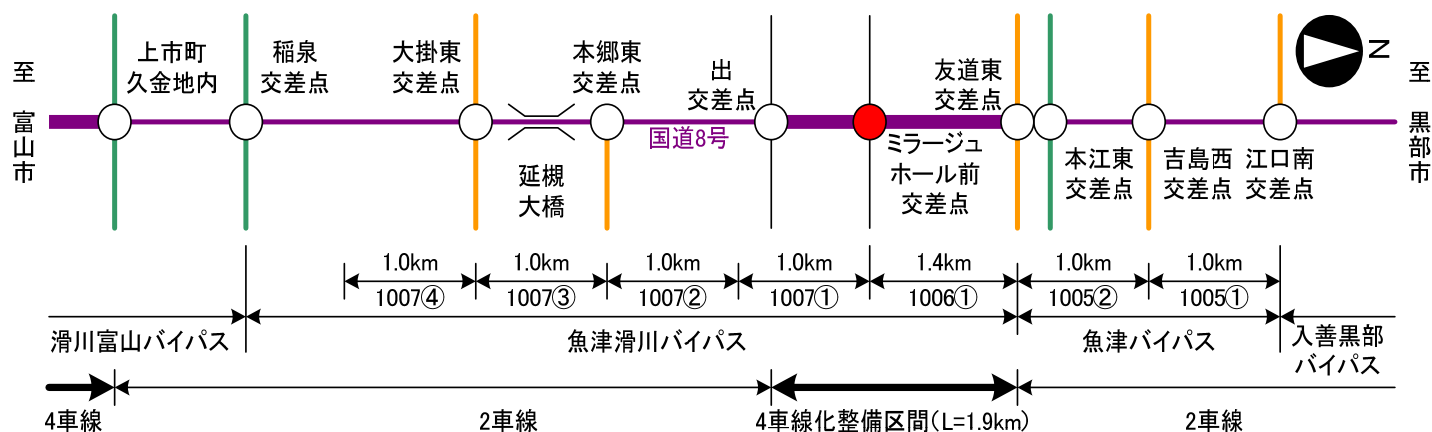 至 富山市
上市町
久金地内
稲泉
交差点
大掛東
交差点
本郷東
交差点
出
交差点
友道東
交差点
N
至 黒部市
国道8号
延槻
大橋
ミラージュ
ホール前
交差点
本江東
交差点
吉島西
交差点
江口南
交差点
1.0km
1.0km
1.0km
1.0km
1.4km
1.0km
1.0km
1007④
1007③
1007②
1007①
1006①
1005②
1005①
滑川富山バイパス
魚津滑川バイパス
魚津バイパス
入善黒部
バイパス
4車線
2車線
4車線化整備区間(L=1.9km)
2車線